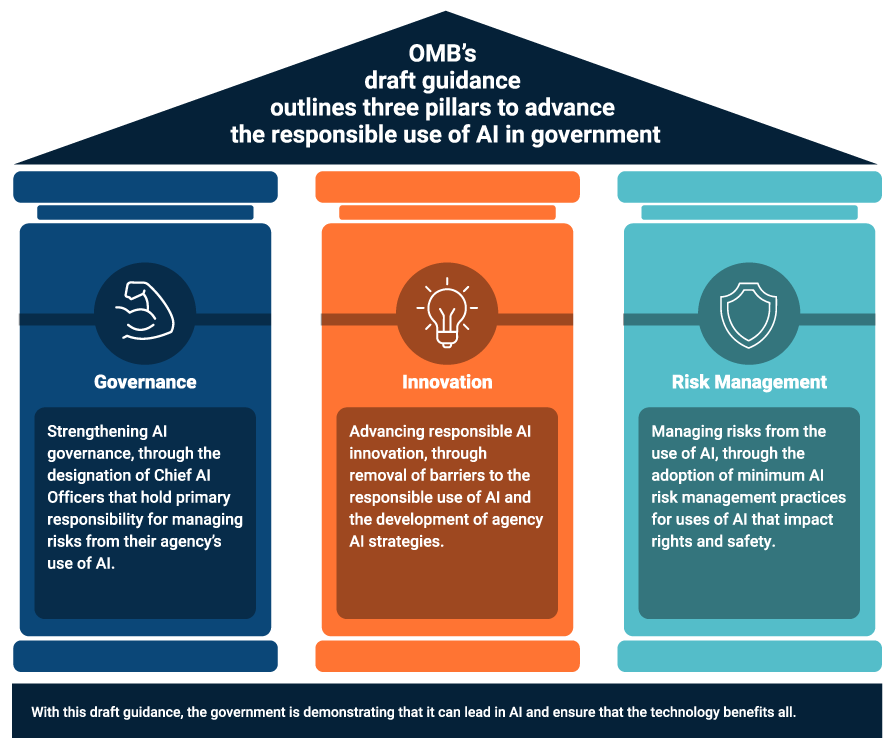 OMB’s
draft guidance
outlines three pillars to advance
the responsible use of AI in government
Governance
Strengthening AI
governance, through the
designation of Chief AI
Officers that hold primary
responsibility for managing
risks from their agency’s
use of AI.
Innovation
Advancing responsible AI
innovation, through
removal of barriers to the
responsible use of AI and
the development of agency
AI strategies.
Risk Management
Managing risks from the
use of AI, through the
adoption of minimum AI
risk management practices
for uses of AI that impact
rights and safety.
With this draft guidance, the government is demonstrating that it can lead in AI and ensure that the technology benefits all.